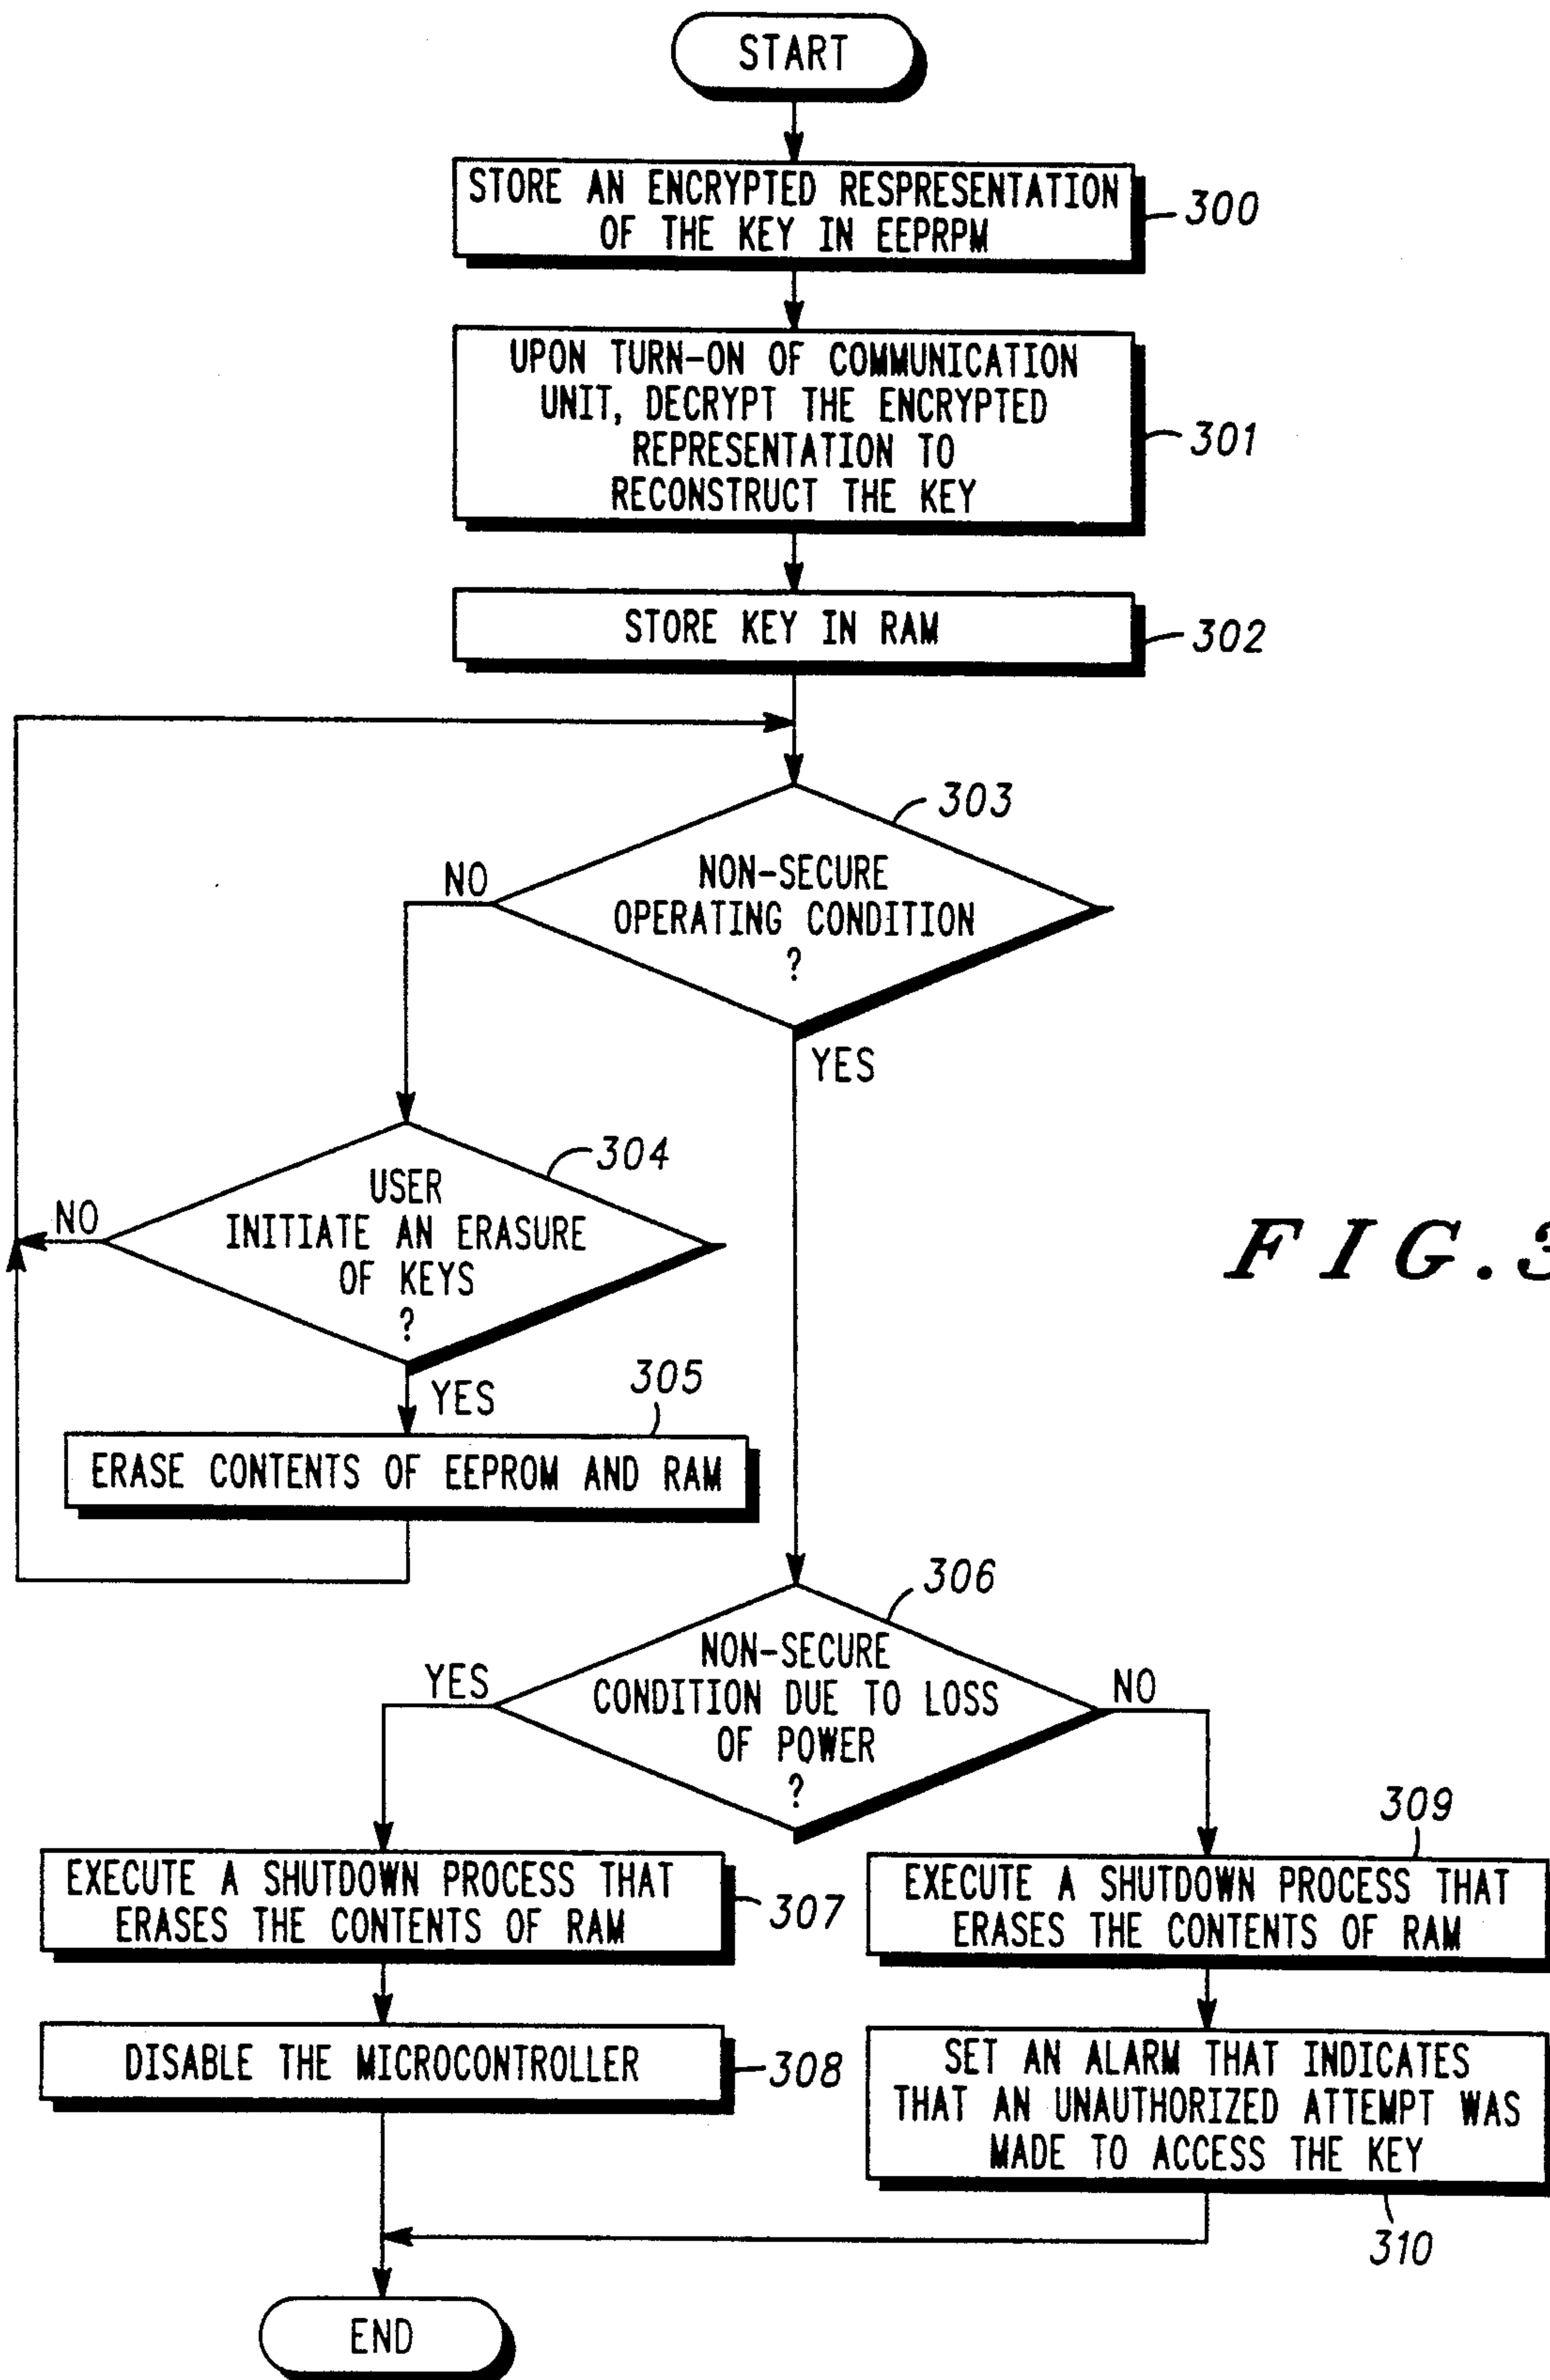 START
STORE AN ENCRYPTED RESPRESENTATION
OF THE KEY IN EEPRPM
300
UPON TURN-ON OF COMMUNICATION
UNIT, DECRYPT THE ENCRYPTED
REPRESENTATION TO
RECONSTRUCT THE KEY
301
STORE KEY IN RAM
302
303
NON-SECURE
OPERATING CONDITION
?
NO
YES
304
USER
INITIATE AN ERASURE
OF KEYS
?
NO
YES
FIG.3
305
ERASE CONTENTS OF EEPROM AND RAM
306
NON-SECURE
CONDITION DUE TO LOSS
OF POWER
?
YES
NO
EXECUTE A SHUTDOWN PROCESS THAT
ERASES THE CONTENTS OF RAM
307
309
EXECUTE A SHUTDOWN PROCESS THAT
ERASES THE CONTENTS OF RAM
DISABLE THE MICROCONTROLLER
308
SET AN ALARM THAT INDICATES
THAT AN UNAUTHORIZED ATTEMPT WAS
MADE TO ACCESS THE KEY
310
END